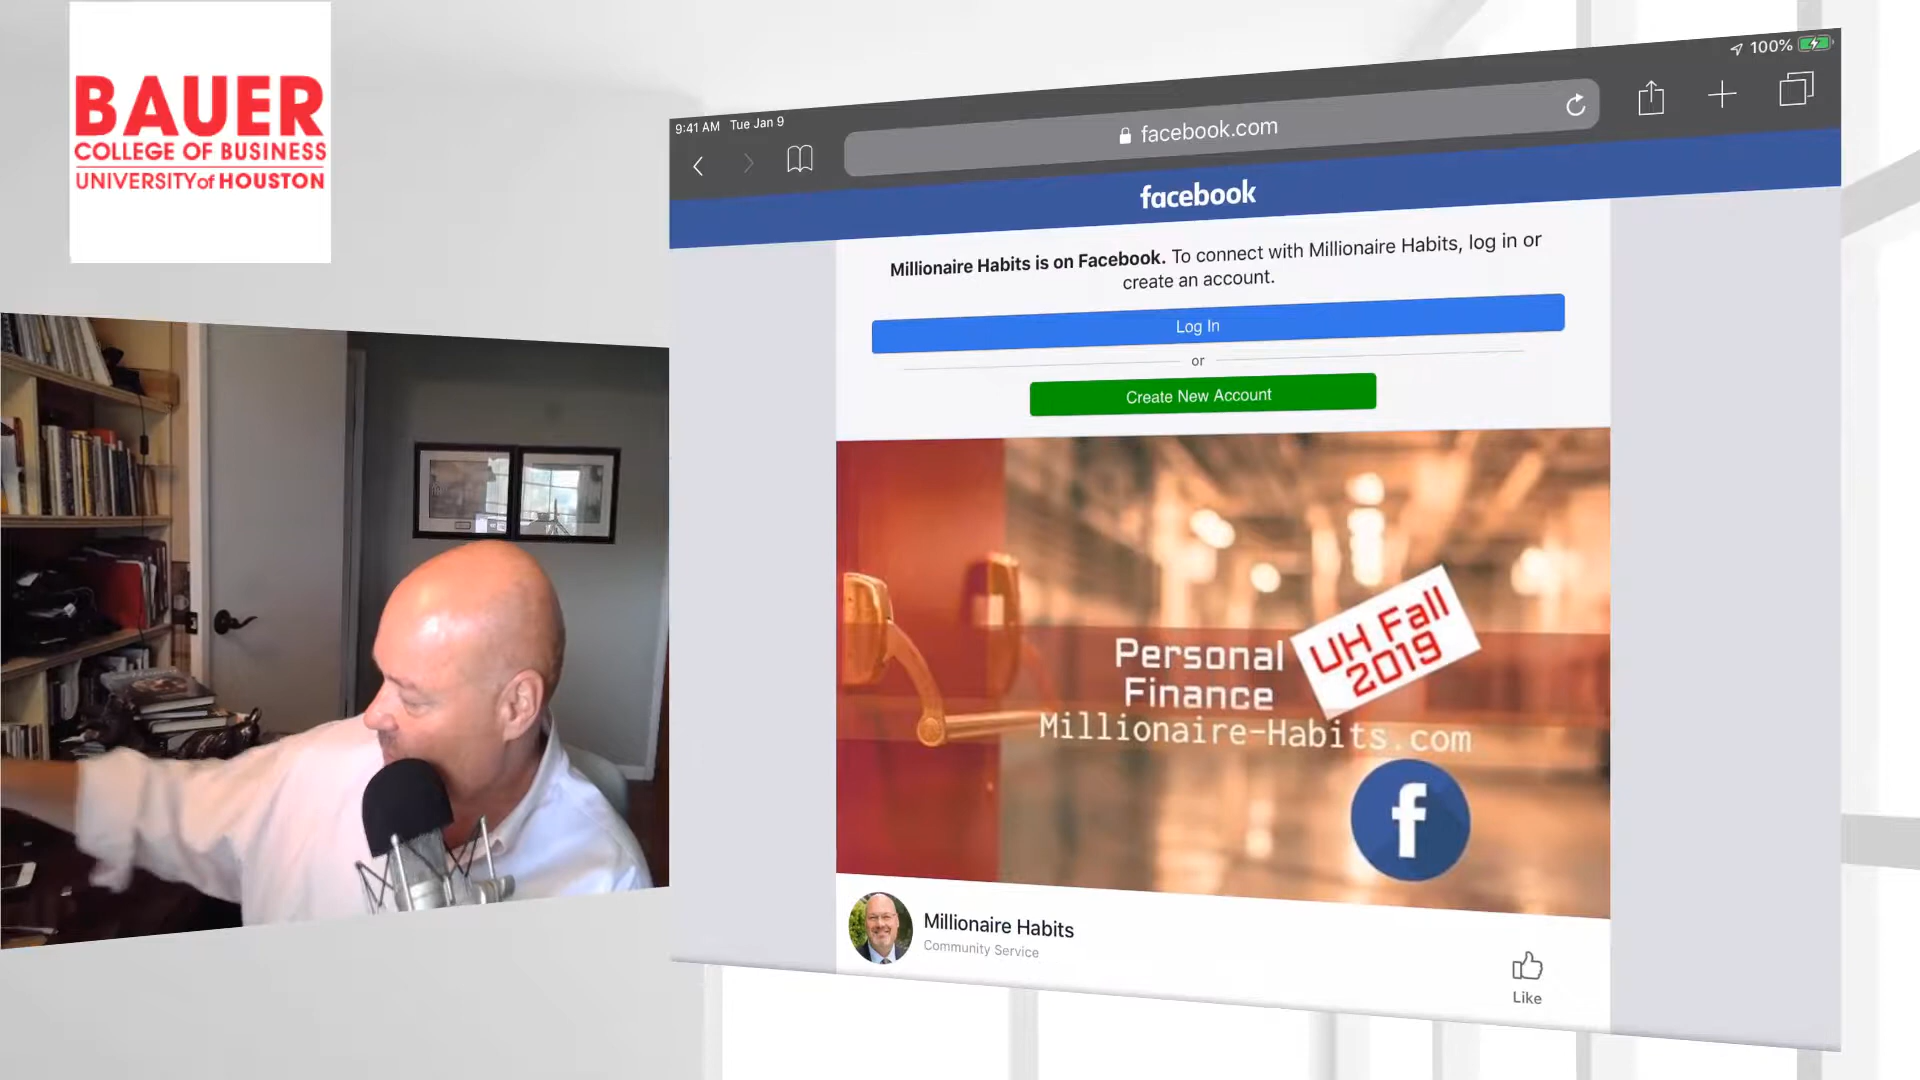 BAUER
COLLEGE OF BUSINESS
UNIVERSITY of HOUSTON
9:41 AM Tue Jan 9
100%
facebook.com
facebook
Millionaire Habits is on Facebook. To connect with Millionaire Habits, log in or
create an account.
Log In
or
Create New Account
Personal
Finance
UH Fall
2019
Millionaire-Habits.com
f
Millionaire Habits
Community Service
Like